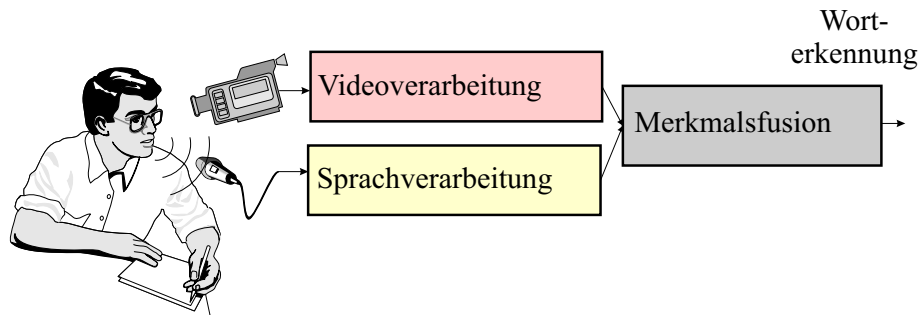 Wort-
erkennung
Videoverarbeitung
Merkmalsfusion
Sprachverarbeitung